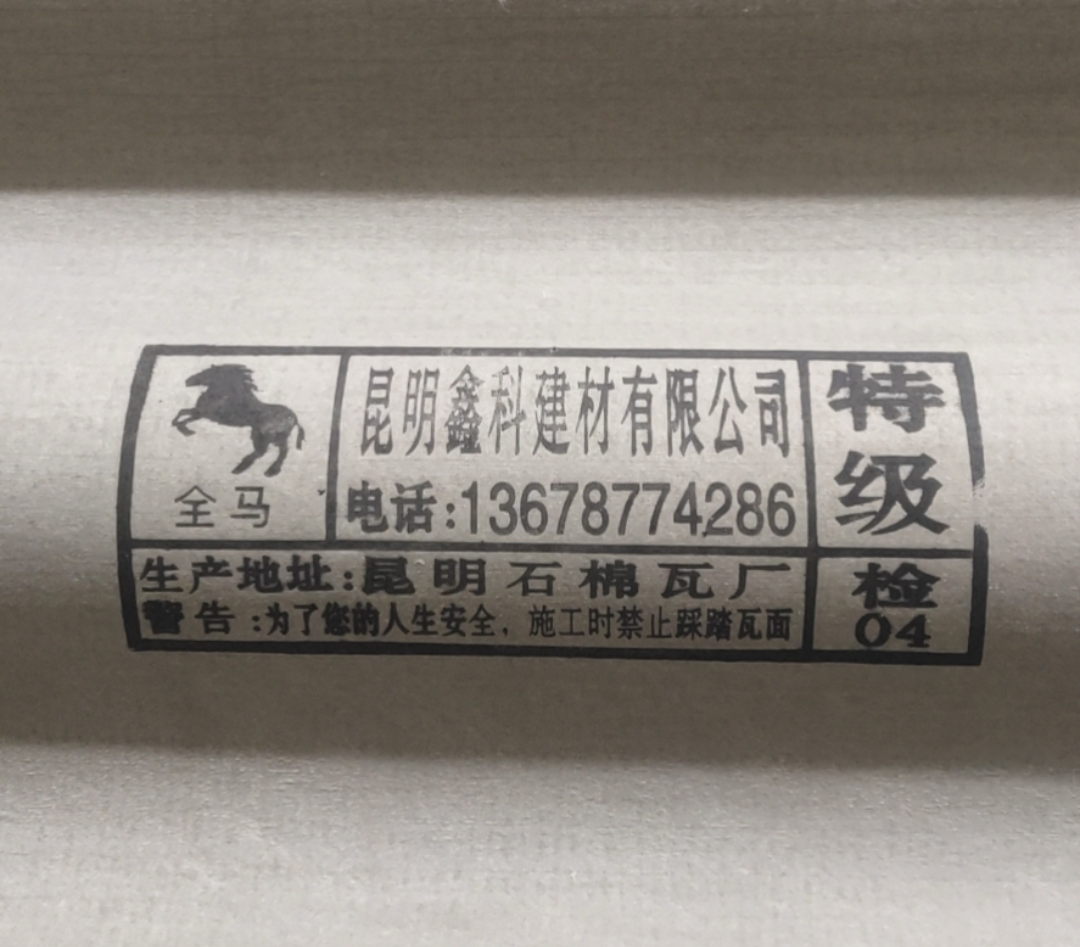 全马
昆明鑫科建材有限公司
电话:13678774286
特级
生产地址:昆明石棉瓦厂
警告:为了您的人生安全，施工时禁止踩踏瓦面
检
04